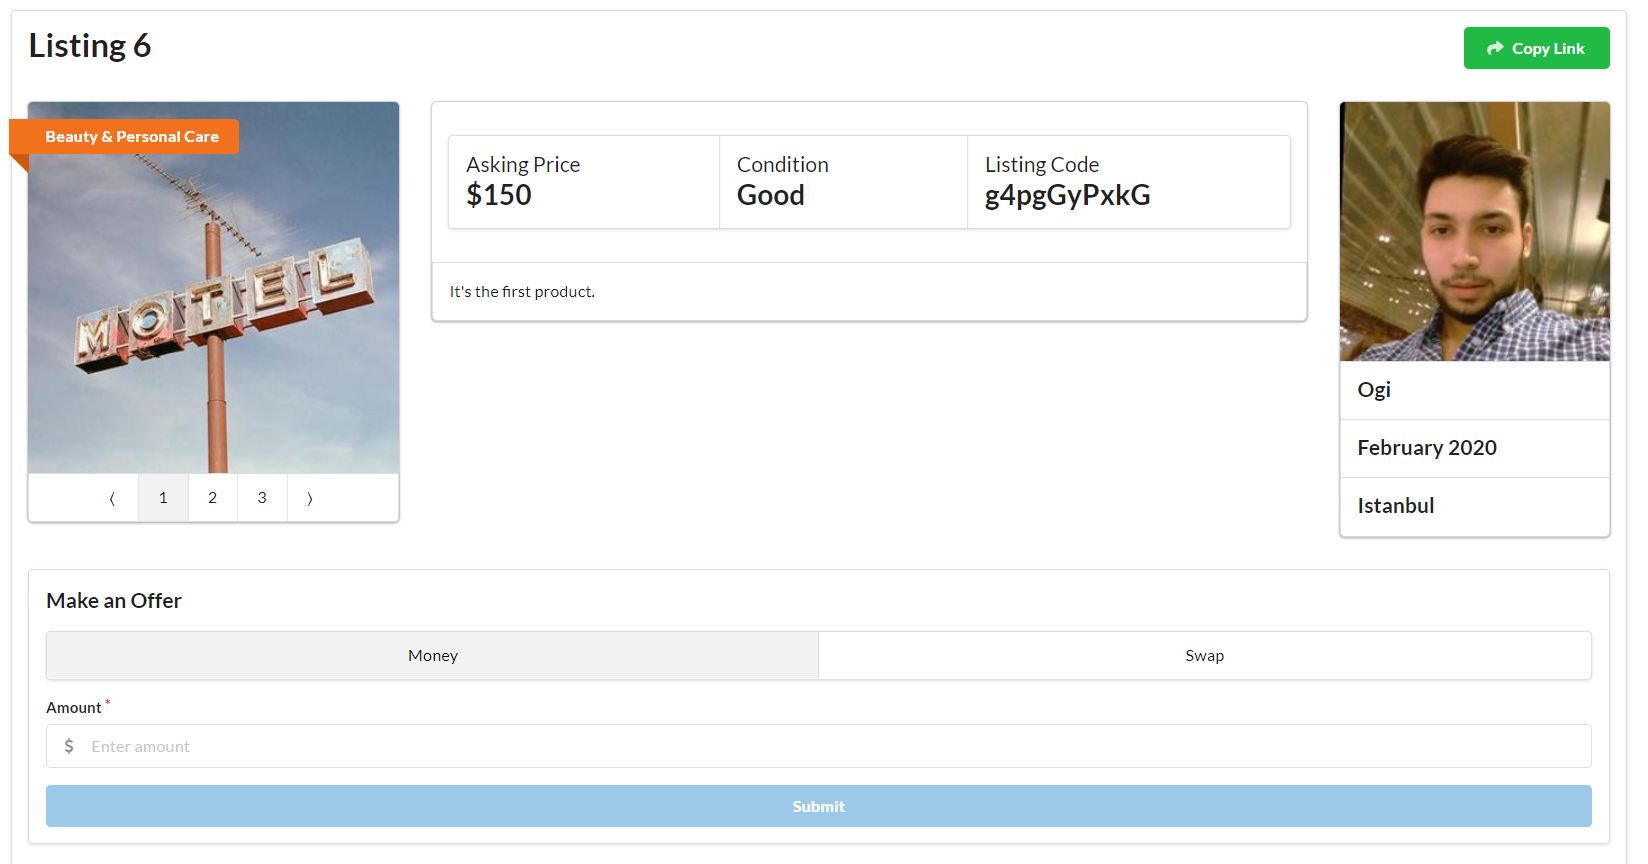 Listing 6
Copy Link
Beauty & Personal Care
MOTEL
〈 1 2 3 〉
Asking Price
$150
Condition
Good
Listing Code
g4pgGyPxkG
It's the first product.
Ogi
February 2020
Istanbul
Make an Offer
Money
Swap
Amount *
$ Enter amount
Submit